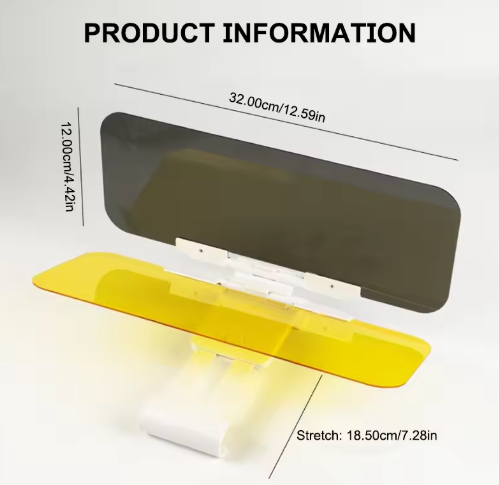 PRODUCT INFORMATION
32.00cm/12.59in
12.00cm/4.42in
Stretch: 18.50cm/7.28in